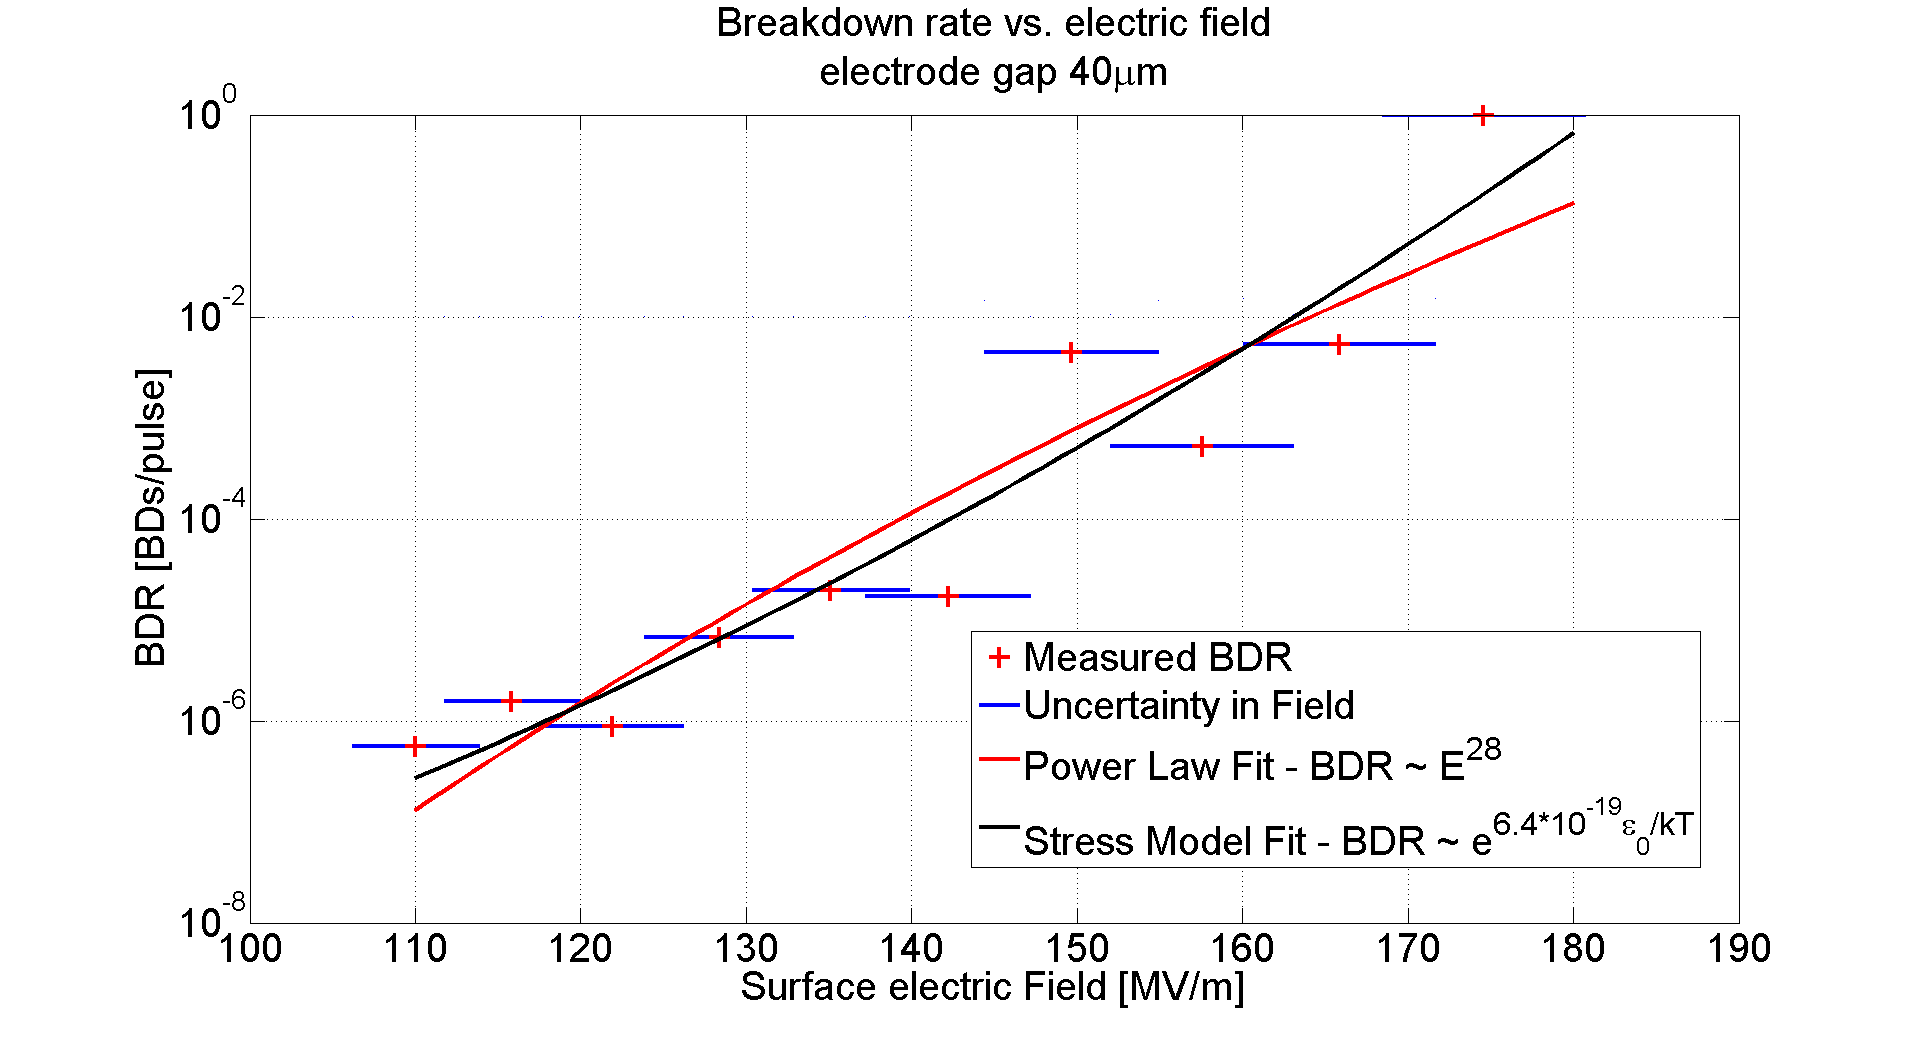 Breakdown rate vs. electric field
electrode gap 40μm
BDR [BDs/pulse]
10^0
10^-2
10^-4
10^-6
10^-8
Measured BDR
Uncertainty in Field
Power Law Fit - BDR ~ E^28
Stress Model Fit - BDR ~ e^6.4*10^-19 ε_0/kT
100 110 120 130 140 150 160 170 180 190
Surface electric Field [MV/m]